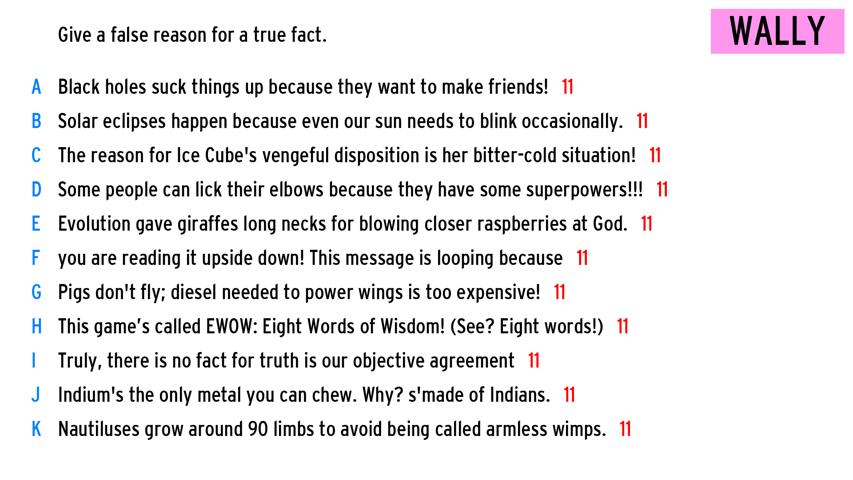 Give a false reason for a true fact.
WALLY
A Black holes suck things up because they want to make friends! 11
B Solar eclipses happen because even our sun needs to blink occasionally. 11
C The reason for Ice Cube's vengeful disposition is her bitter-cold situation! 11
D Some people can lick their elbows because they have some superpowers!!! 11
E Evolution gave giraffes long necks for blowing closer raspberries at God. 11
F you are reading it upside down! This message is looping because 11
G Pigs don't fly; diesel needed to power wings is too expensive! 11
H This game’s called EWOW: Eight Words of Wisdom! (See? Eight words!) 11
I Truly, there is no fact for truth is our objective agreement 11
J Indium's the only metal you can chew. Why? s'made of Indians. 11
K Nautiluses grow around 90 limbs to avoid being called armless wimps. 11